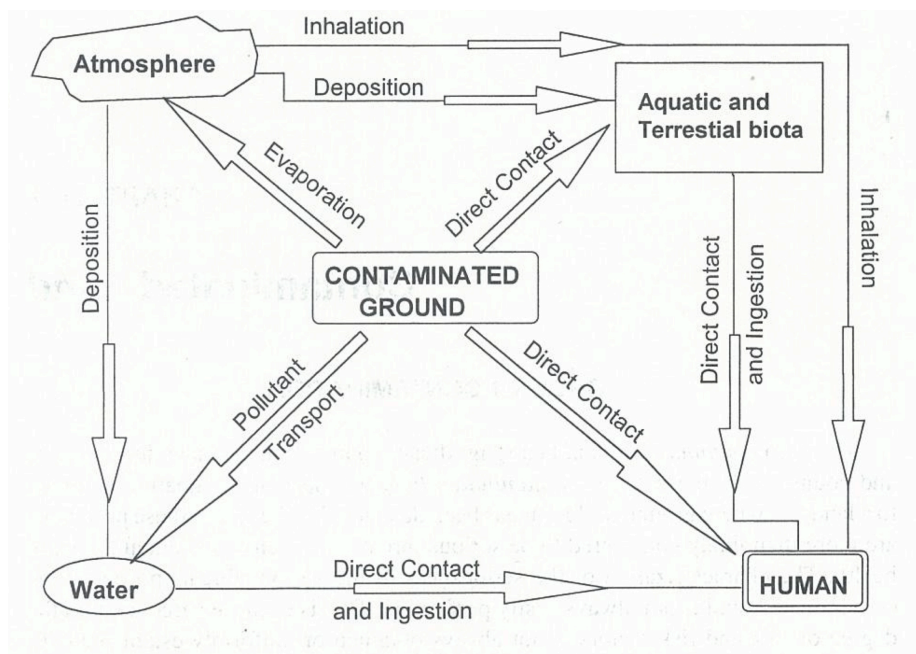 Inhalation
Atmosphere
Deposition
Aquatic and
Terrestial biota
Evaporation
Direct Contact
Deposition
Inhalation
CONTAMINATED
GROUND
Direct Contact
and Ingestion
Direct Contact
Pollutant
Transport
Direct Contact
and Ingestion
Water
HUMAN